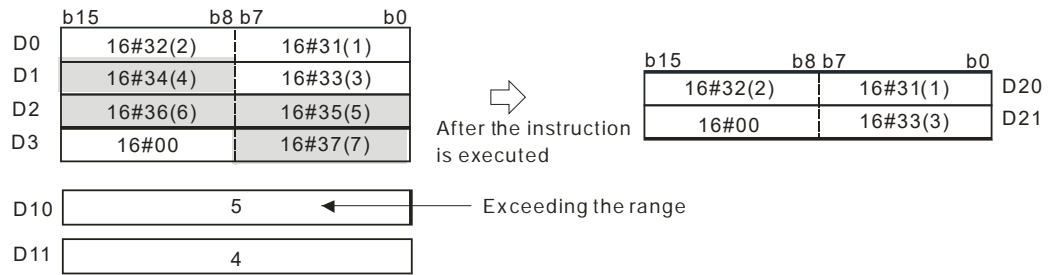 b15 b8 b7 b0
D0 16#32(2) 16#31(1)
D1 16#34(4) 16#33(3)
D2 16#36(6) 16#35(5)
D3 16#00 16#37(7)
After the instruction
is executed
b15 b8 b7 b0
16#32(2) 16#31(1) D20
16#00 16#33(3) D21
D10 5 Exceeding the range
D11 4